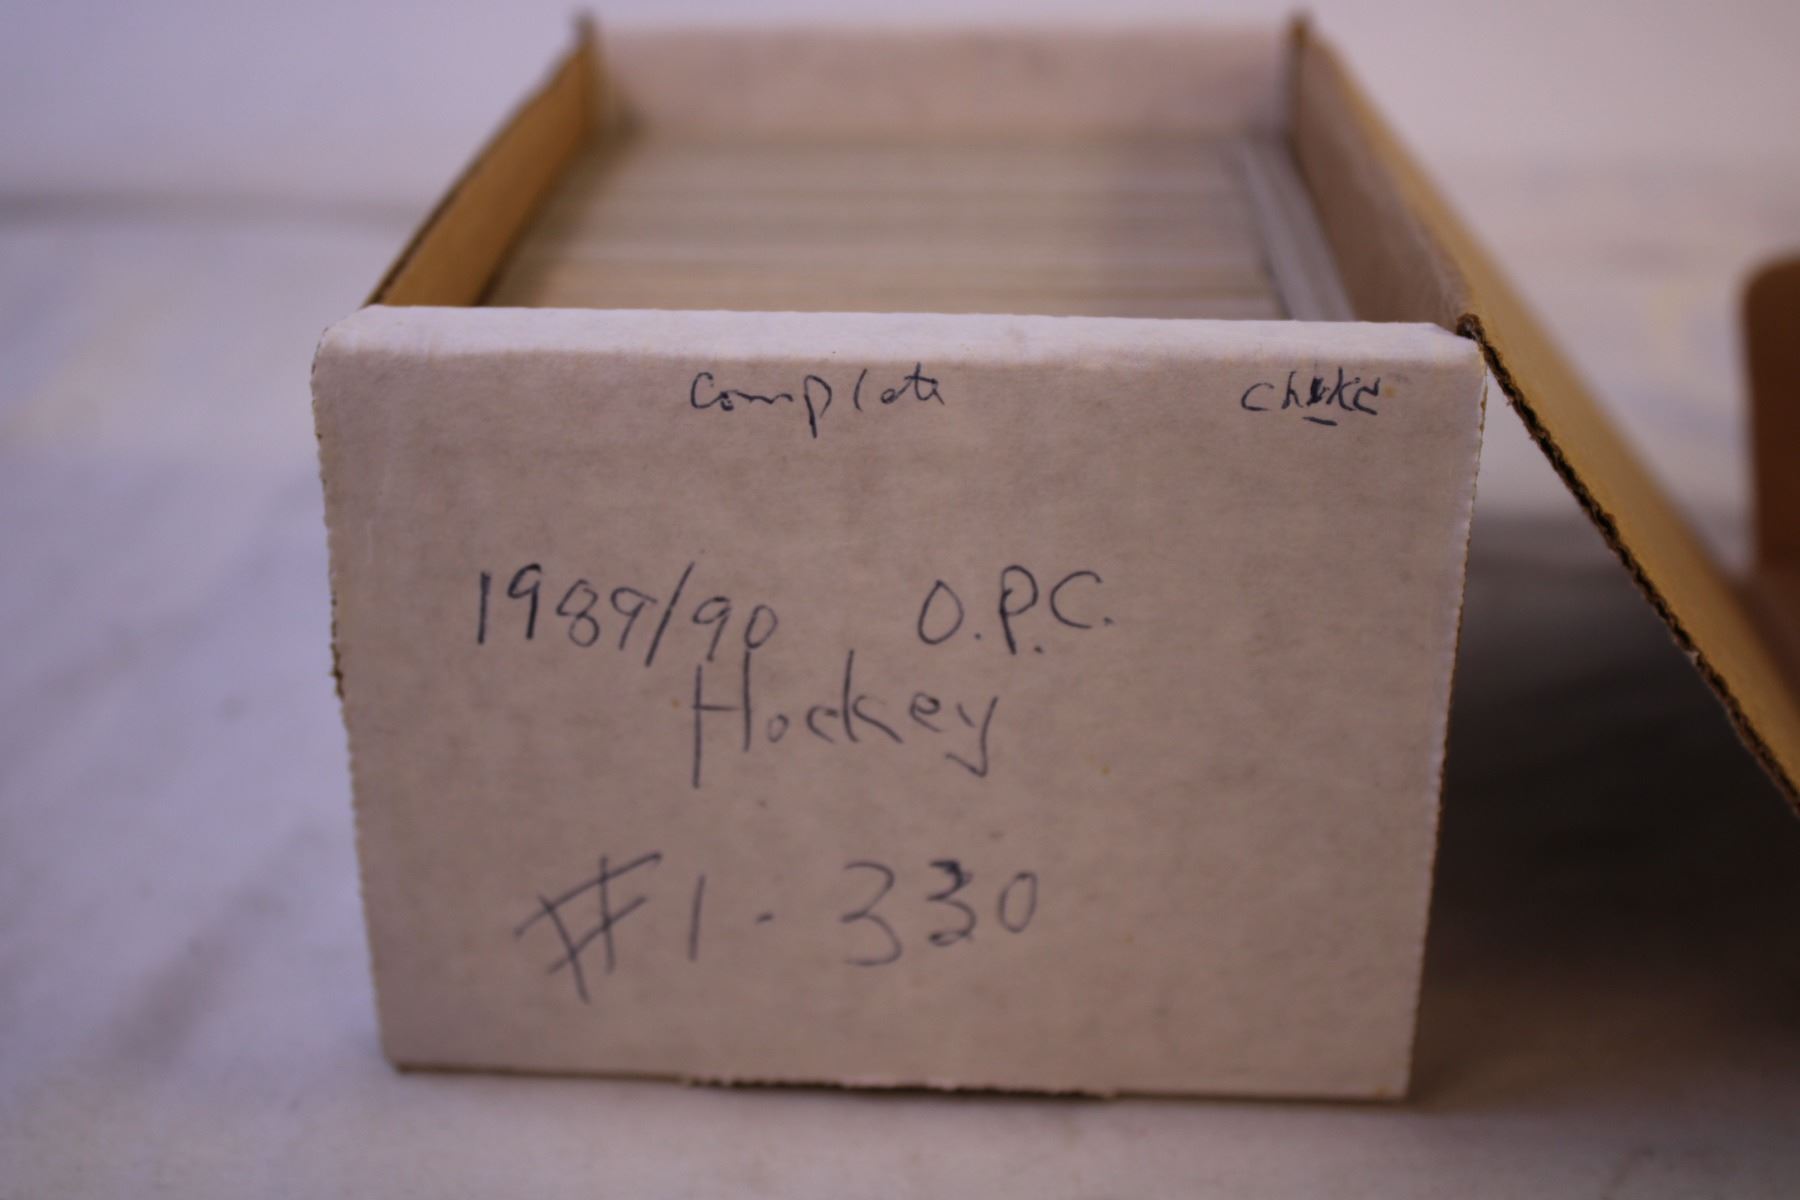 Complete
1989/90 O.P.C.
Hockey
#1-330